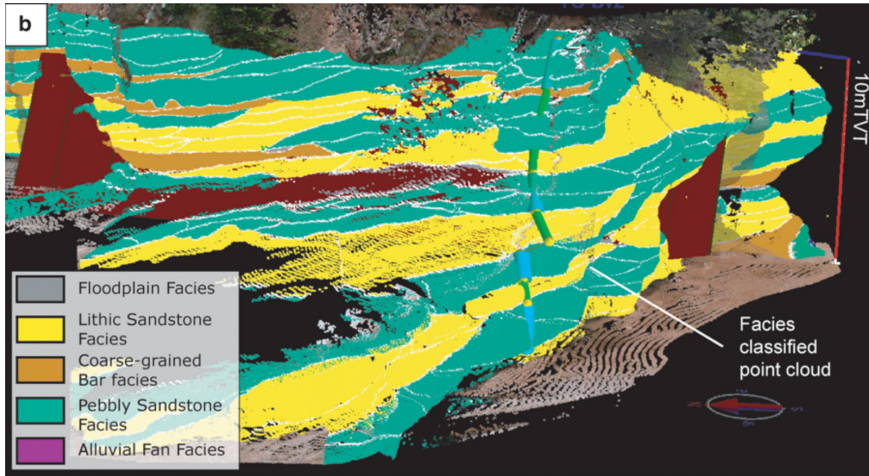 b
10mTVT
Floodplain Facies
Lithic Sandstone
Facies
Coarse-grained
Bar facies
Pebbly Sandstone
Facies
Alluvial Fan Facies
Facies
classified
point cloud